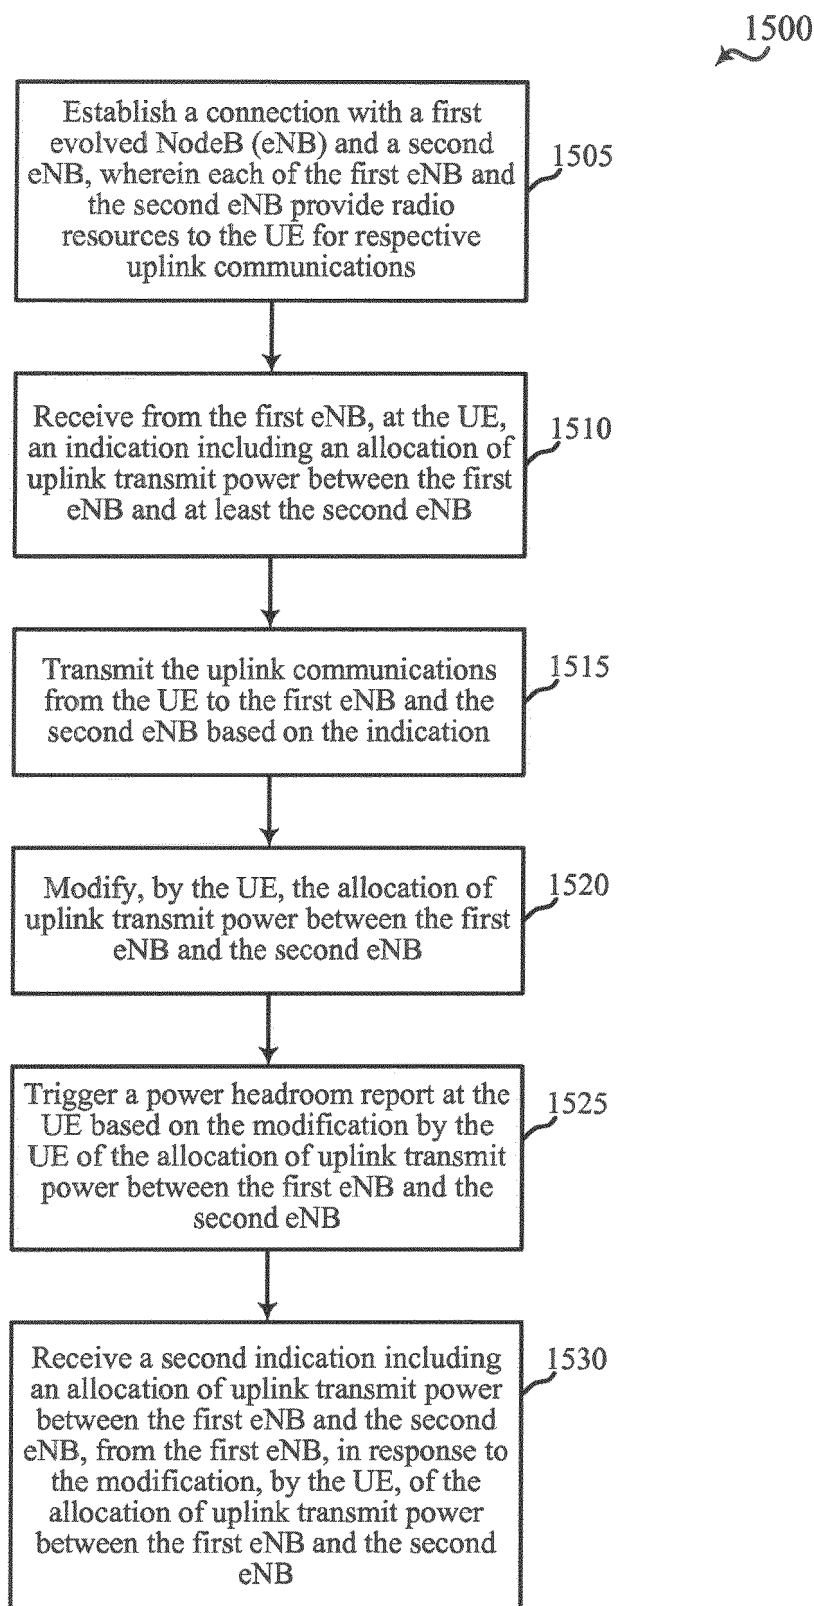 1500
Establish a connection with a first
evolved NodeB (eNB) and a second
eNB, wherein each of the first eNB and
the second eNB provide radio
resources to the UE for respective
uplink communications
1505
Receive from the first eNB, at the UE,
an indication including an allocation of
uplink transmit power between the first
eNB and at least the second eNB
1510
Transmit the uplink communications
from the UE to the first eNB and the
second eNB based on the indication
1515
Modify, by the UE, the allocation of
uplink transmit power between the first
eNB and the second eNB
1520
Trigger a power headroom report at the
UE based on the modification by the
UE of the allocation of uplink transmit
power between the first eNB and the
second eNB
1525
Receive a second indication including
an allocation of uplink transmit power
between the first eNB and the second
eNB, from the first eNB, in response to
the modification, by the UE, of the
allocation of uplink transmit power
between the first eNB and the second
eNB
1530